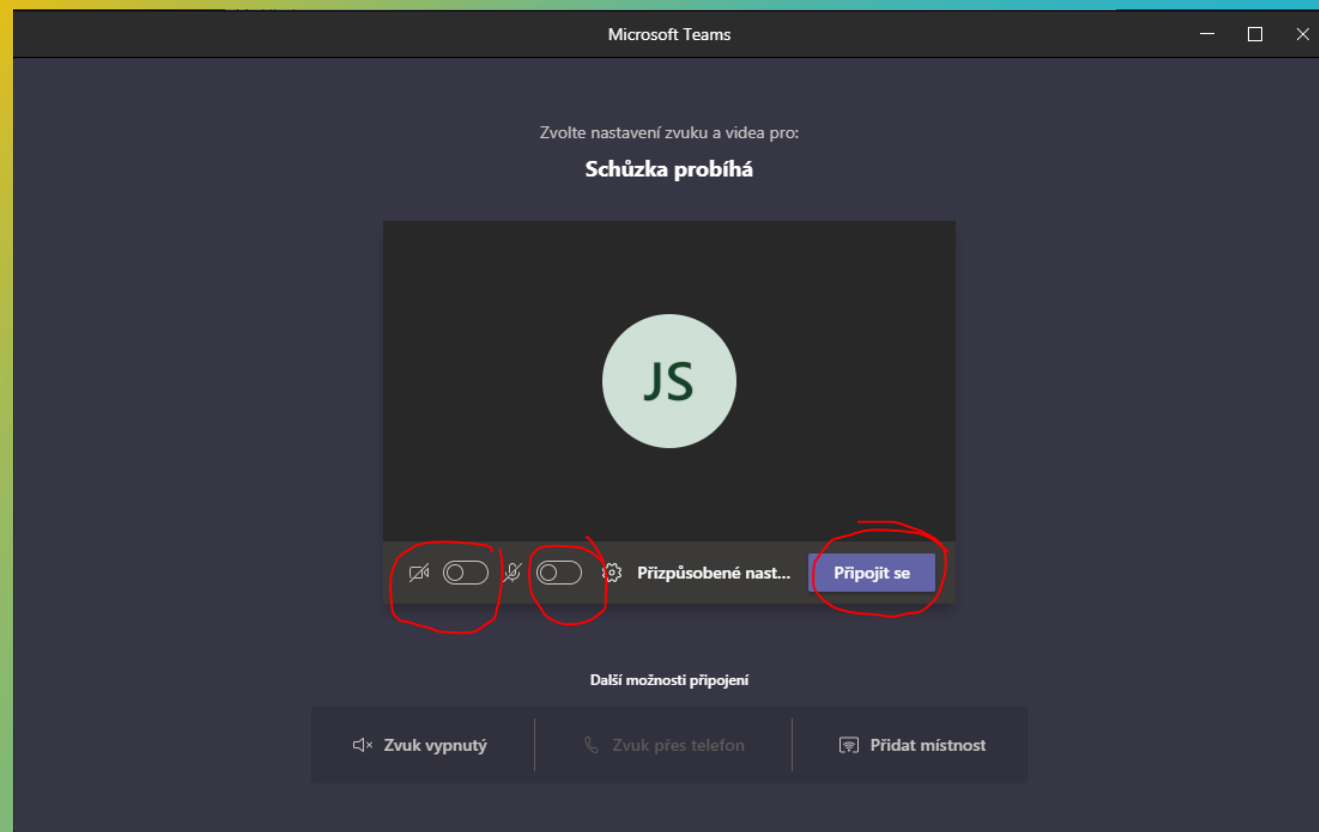 Microsoft Teams
Zvolte nastavení zvuku a videa pro:
Schůzka probíhá
JS
Přizpůsobené nast...
Připojit se
Další možnosti připojení
Zvuk vypnutý
Zvuk přes telefon
Přidat místnost